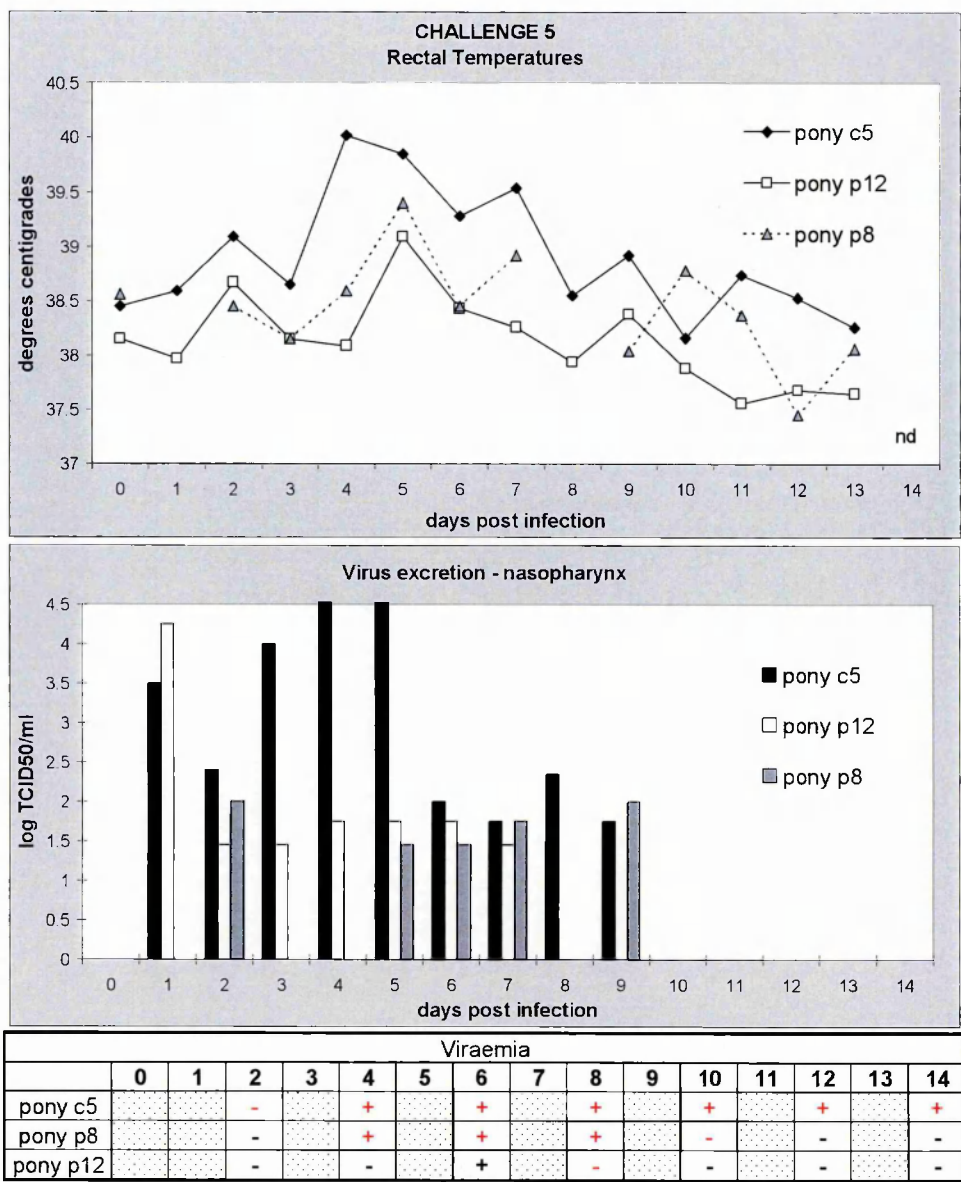 CHALLENGE 5
Rectal Temperatures
40.5
40
39.5
39
38.5
38
37.5
37
degrees centigrades
pony c5
pony p12
pony p8
nd
0 1 2 3 4 5 6 7 8 9 10 11 12 13 14
days post infection
Virus excretion - nasopharynx
4.5
4
3.5
3
2.5
2
1.5
1
0.5
0
log TCID50/ml
pony c5
pony p12
pony p8
0 1 2 3 4 5 6 7 8 9 10 11 12 13 14
days post infection
Viraemia
0 1 2 3 4 5 6 7 8 9 10 11 12 13 14
pony c5 - + + + + + +
pony p8 - + + + - - -
pony p12 - - + - - - -